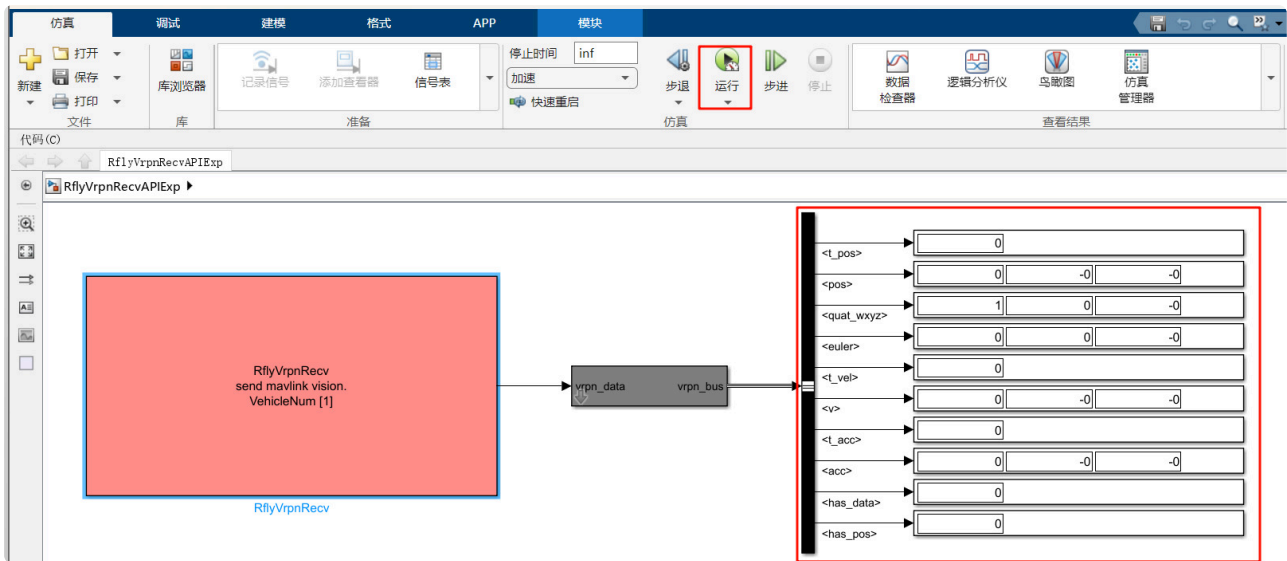 仿真 调试 建模 格式 APP 模块
新建
打开
保存
打印
文件
库浏览器
库
记录信号
添加查看器
信号表
准备
停止时间 inf
加速
快速重启
步退
运行
步进
停止
仿真
数据
检查器
逻辑分析仪
鸟瞰图
仿真
管理器
查看结果
代码(C)
RflyVrpnRecvAPIExp
RflyVrpnRecvAPIExp
RflyVrpnRecv
send mavlink vision.
VehicleNum [1]
RflyVrpnRecv
vrpn_data vrpn_bus
<t_pos> 0
<pos> 0 -0 -0
<quat_wxyz> 1 0 -0
<euler> 0 0 -0
<t_vel> 0
<v> 0 -0 -0
<t_acc> 0
<acc> 0 -0 -0
<has_data> 0
<has_pos> 0